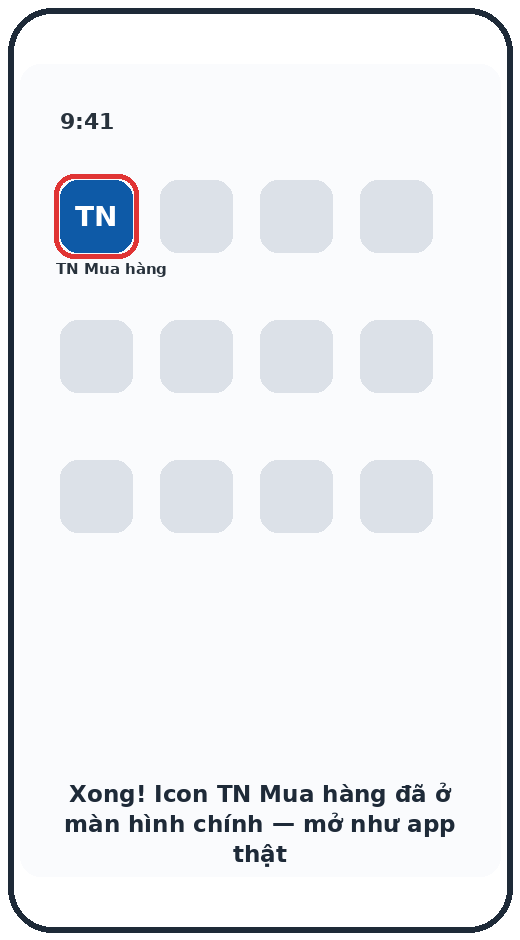 9:41
TN
TN Mua hàng
Xong! Icon TN Mua hàng đã ở
màn hình chính — mở như app
thật